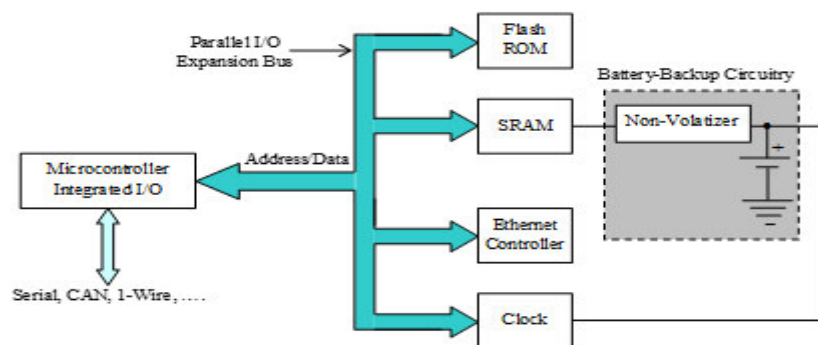 Parallel I/O
Expansion Bus
Flash
ROM
Battery-Backup Circuitry
SRAM
Non-Volatizer
+
Address/Data
Microcontroller
Integrated I/O
Ethernet
Controller
Serial, CAN, 1-Wire, ....
Clock